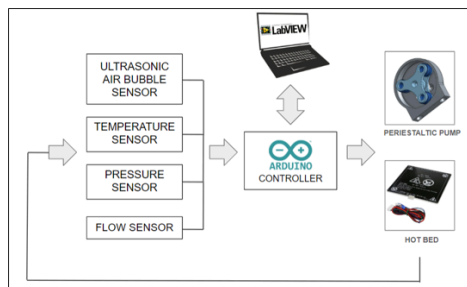 ULTRASONIC
AIR BUBBLE
SENSOR
TEMPERATURE
SENSOR
PRESSURE
SENSOR
FLOW SENSOR
LabVIEW
ARDUINO
CONTROLLER
PERIESTALTIC PUMP
HOT BED